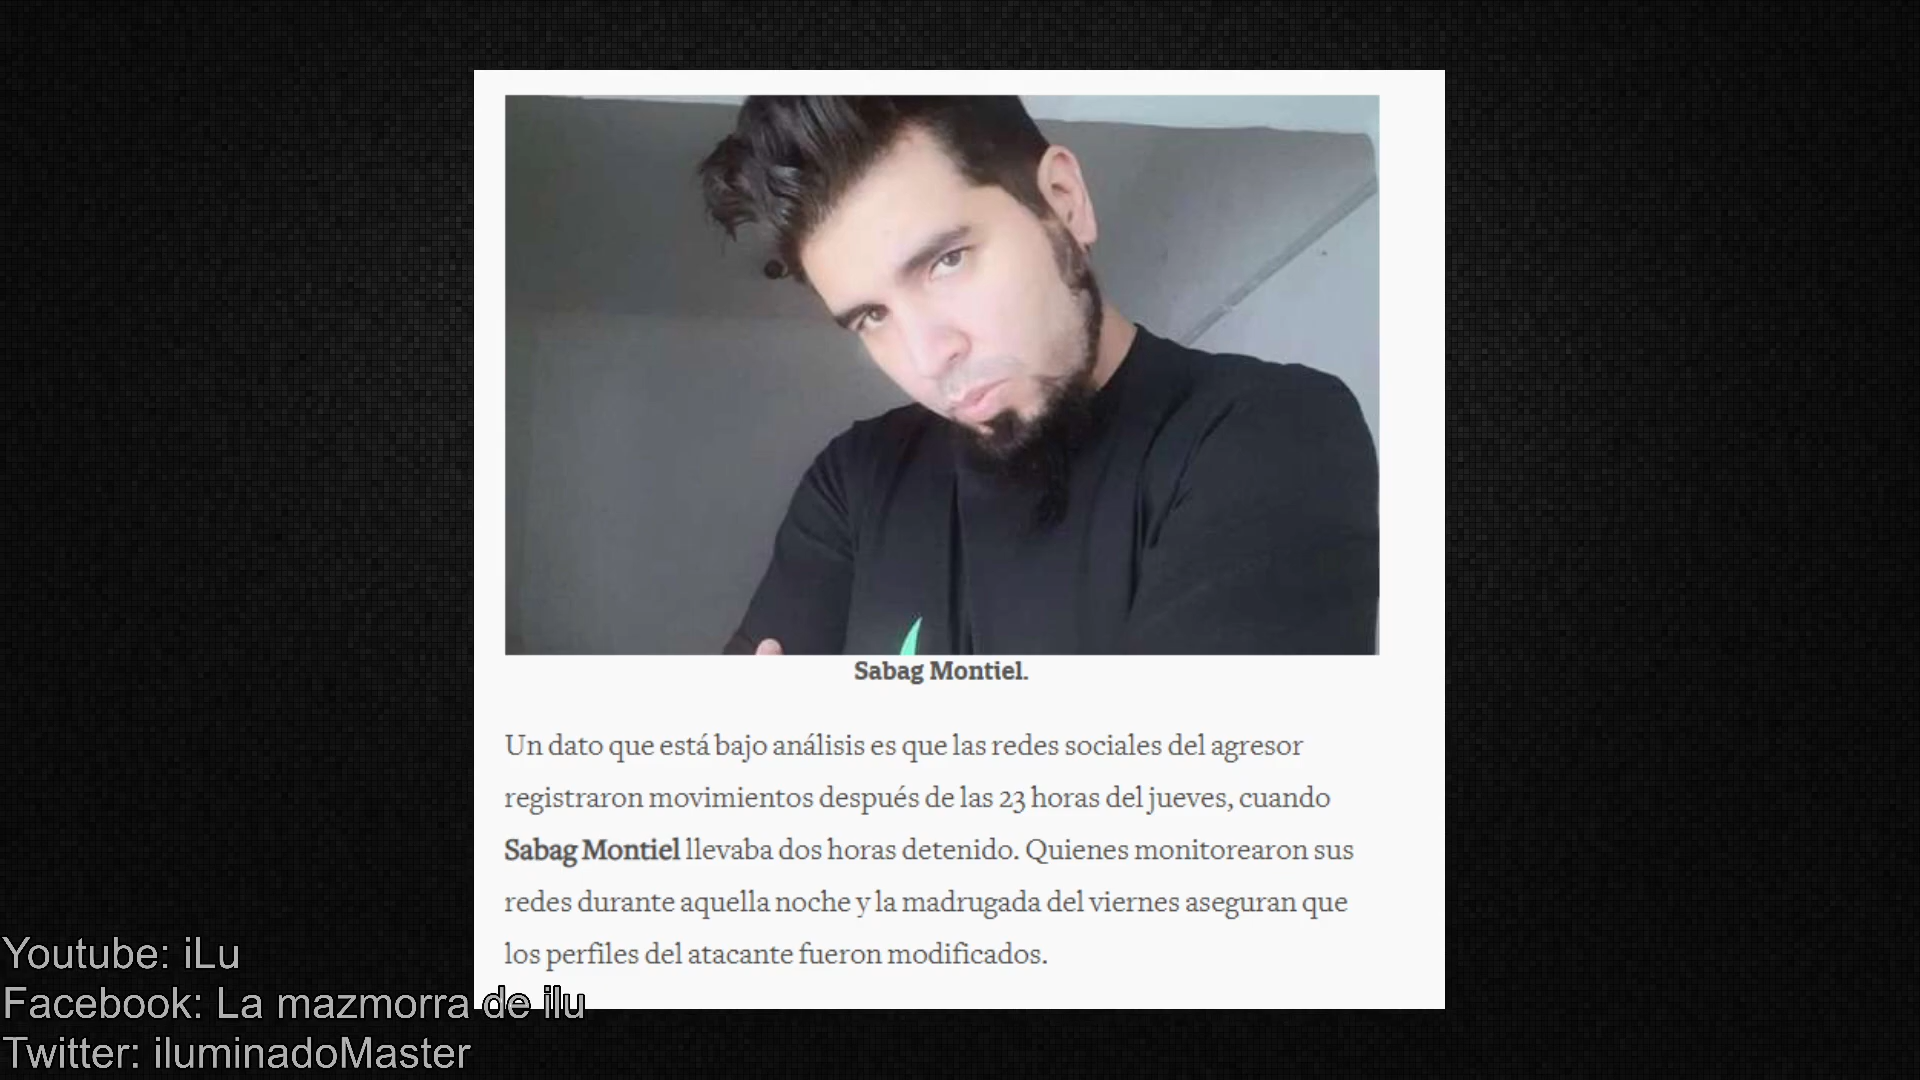 Sabag Montiel.
Un dato que está bajo análisis es que las redes sociales del agresor
registraron movimientos después de las 23 horas del jueves, cuando
Sabag Montiel llevaba dos horas detenido. Quienes monitorearon sus
redes durante aquella noche y la madrugada del viernes aseguran que
los perfiles del atacante fueron modificados.
Youtube: iLu
Facebook: La mazmorra de ilu
Twitter: iluminadoMaster